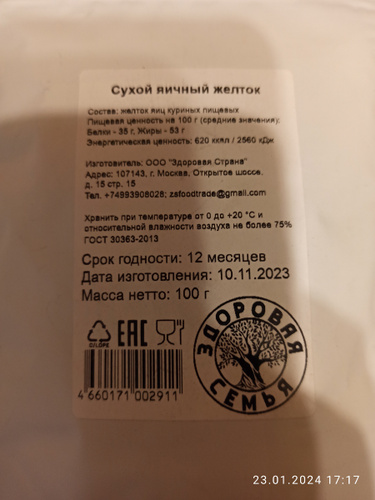 Сухой яичный желток
Состав: желток яиц куриных пищевых
Пищевая ценность на 100 г (средние значения):
Белки - 35 г, Жиры - 53 г
Энергетическая ценность: 620 ккал / 2560 кДж
Изготовитель: ООО "Здоровая Страна"
Адрес: 107143, г. Москва, Открытое шоссе,
д. 15 стр. 15
Тел. +74993908028; zafoodtrade@gmail.com
Хранить при температуре от 0 до +20 °С и
относительной влажности воздуха не более 75%
ГОСТ 30363-2013
Срок годности: 12 месяцев
Дата изготовления: 10.11.2023
Масса нетто: 100 г
ЗДОРОВАЯ
СЕМЬЯ
EAC
4 660171 002911
23.01.2024 17:17